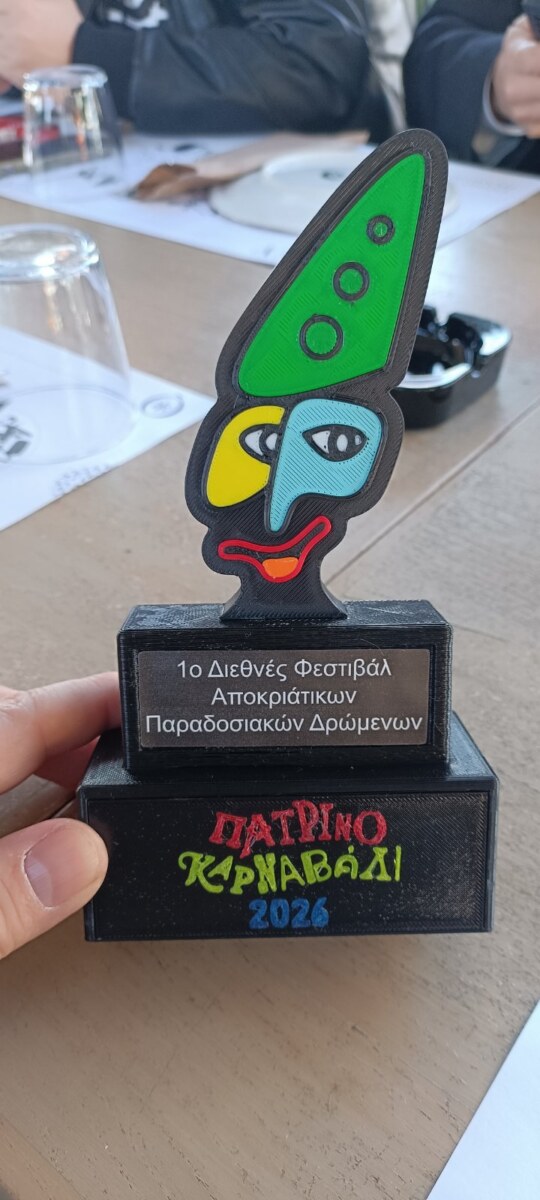 1ο Διεθνές Φεστιβάλ
Αποκριάτικων
Παραδοσιακών Δρώμενων
ΠΑΤΡΙΝΟ
ΚΑΡΝΑΒΑΛΙ
2026